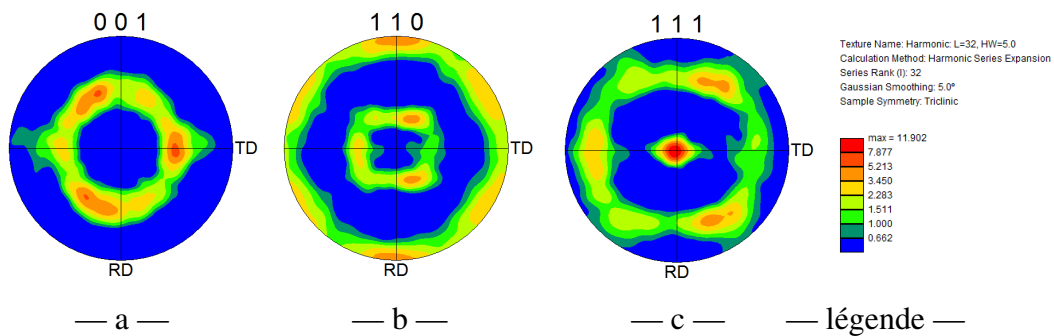 0 0 1
TD
RD
1 1 0
TD
RD
1 1 1
TD
RD
Texture Name: Harmonic: L=32, HW=5.0
Calculation Method: Harmonic Series Expansion
Series Rank (l): 32
Gaussian Smoothing: 5.0°
Sample Symmetry: Triclinic
max = 11.902
7.877
5.213
3.450
2.283
1.511
1.000
0.662
— a —
— b —
— c —
— légende —